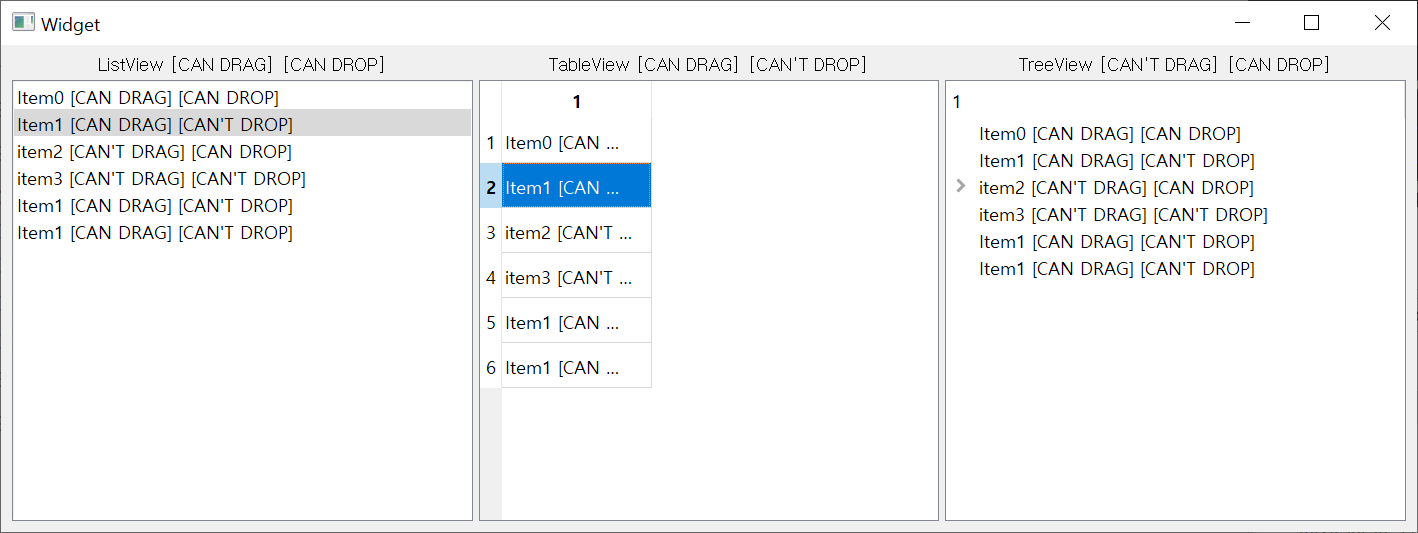 Widget
ListView [CAN DRAG] [CAN DROP]
Item0 [CAN DRAG] [CAN DROP]
Item1 [CAN DRAG] [CAN'T DROP]
item2 [CAN'T DRAG] [CAN DROP]
item3 [CAN'T DRAG] [CAN'T DROP]
Item1 [CAN DRAG] [CAN'T DROP]
Item1 [CAN DRAG] [CAN'T DROP]
TableView [CAN DRAG] [CAN'T DROP]
1
1 Item0 [CAN ...
2 Item1 [CAN ...
3 item2 [CAN'T ...
4 item3 [CAN'T ...
5 Item1 [CAN ...
6 Item1 [CAN ...
TreeView [CAN'T DRAG] [CAN DROP]
1
Item0 [CAN DRAG] [CAN DROP]
Item1 [CAN DRAG] [CAN'T DROP]
item2 [CAN'T DRAG] [CAN DROP]
item3 [CAN'T DRAG] [CAN'T DROP]
Item1 [CAN DRAG] [CAN'T DROP]
Item1 [CAN DRAG] [CAN'T DROP]